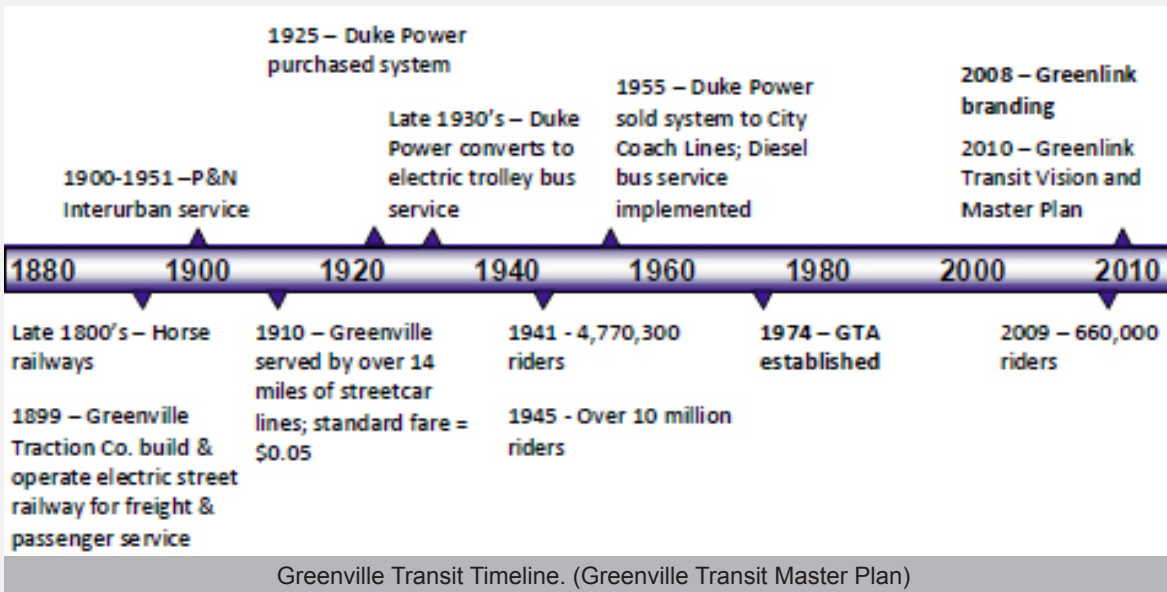 1925 – Duke Power
purchased system
1955 – Duke Power
sold system to City
Coach Lines; Diesel
bus service
implemented
2008 – Greenlink
branding
Late 1930's – Duke
Power converts to
electric trolley bus
service
2010 – Greenlink
Transit Vision and
Master Plan
1900-1951 –P&N
Interurban service
1880 1900 1920 1940 1960 1980 2000 2010
Late 1800's – Horse
railways
1899 – Greenville
Traction Co. build &
operate electric street
railway for freight &
passenger service
1910 – Greenville
served by over 14
miles of streetcar
lines; standard fare =
$0.05
1941 - 4,770,300
riders
1945 - Over 10 million
riders
1974 – GTA
established
2009 – 660,000
riders
Greenville Transit Timeline. (Greenville Transit Master Plan)